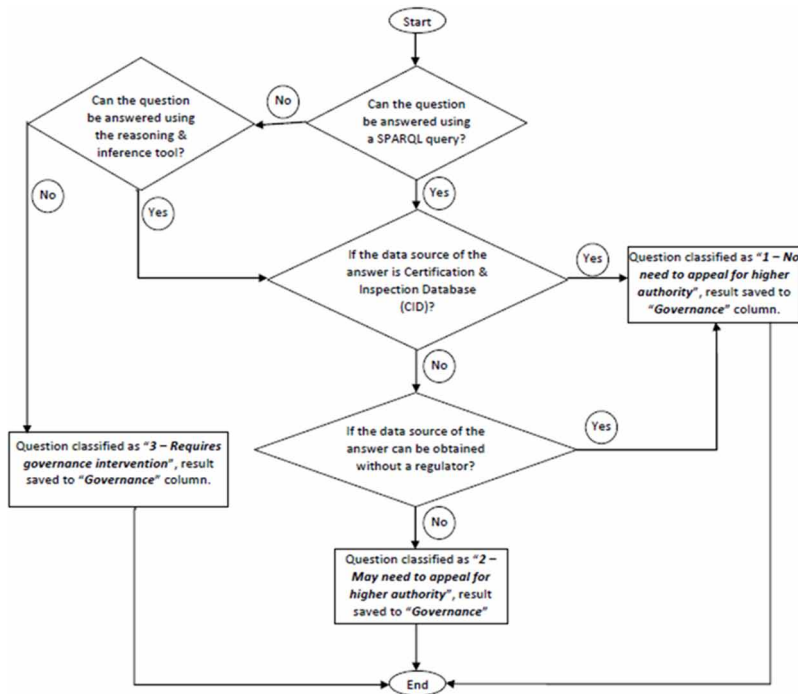 Start
Can the question
be answered using
the reasoning &
inference tool?
No
Can the question
be answered using
a SPARQL query?
No
Yes
Yes
If the data source of the
answer is Certification &
Inspection Database
(CID)?
Yes
Question classified as "1 – No
need to appeal for higher
authority", result saved to
"Governance" column.
No
If the data source of the
answer can be obtained
without a regulator?
Yes
Question classified as "3 – Requires
governance intervention", result
saved to "Governance" column.
No
Question classified as "2 –
May need to appeal for
higher authority", result
saved to "Governance"
End